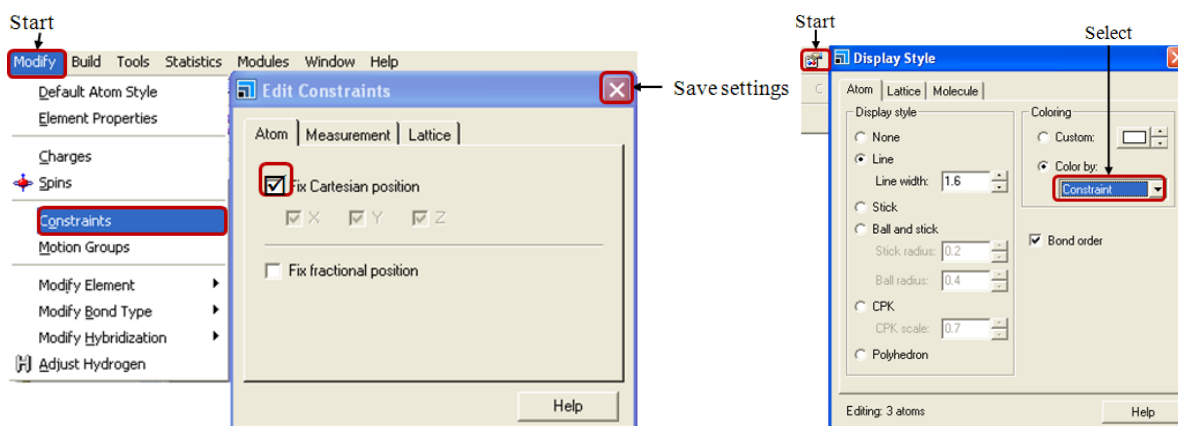 Start
Modify Build Tools Statistics Modules Window Help
Default Atom Style
Element Properties
Charges
Spins
Constraints
Motion Groups
Modify Element
Modify Bond Type
Modify Hybridization
Adjust Hydrogen
Edit Constraints
Save settings
Atom Measurement Lattice
Fix Cartesian position
X Y Z
Fix fractional position
Help
Start
Select
Display Style
C
Atom Lattice Molecule
Display style
None
Line
Line width: 1.6
Stick
Ball and stick
Stick radius: 0.2
Ball radius: 0.4
CPK
CPK scale: 0.7
Polyhedron
Coloring
Custom:
Color by:
Constraint
Bond order
Editing: 3 atoms
Help